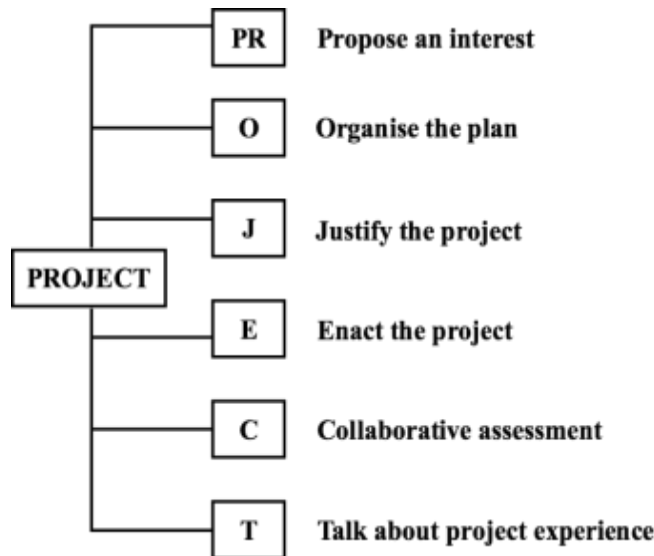 PR Propose an interest
O Organise the plan
J Justify the project
PROJECT
E Enact the project
C Collaborative assessment
T Talk about project experience